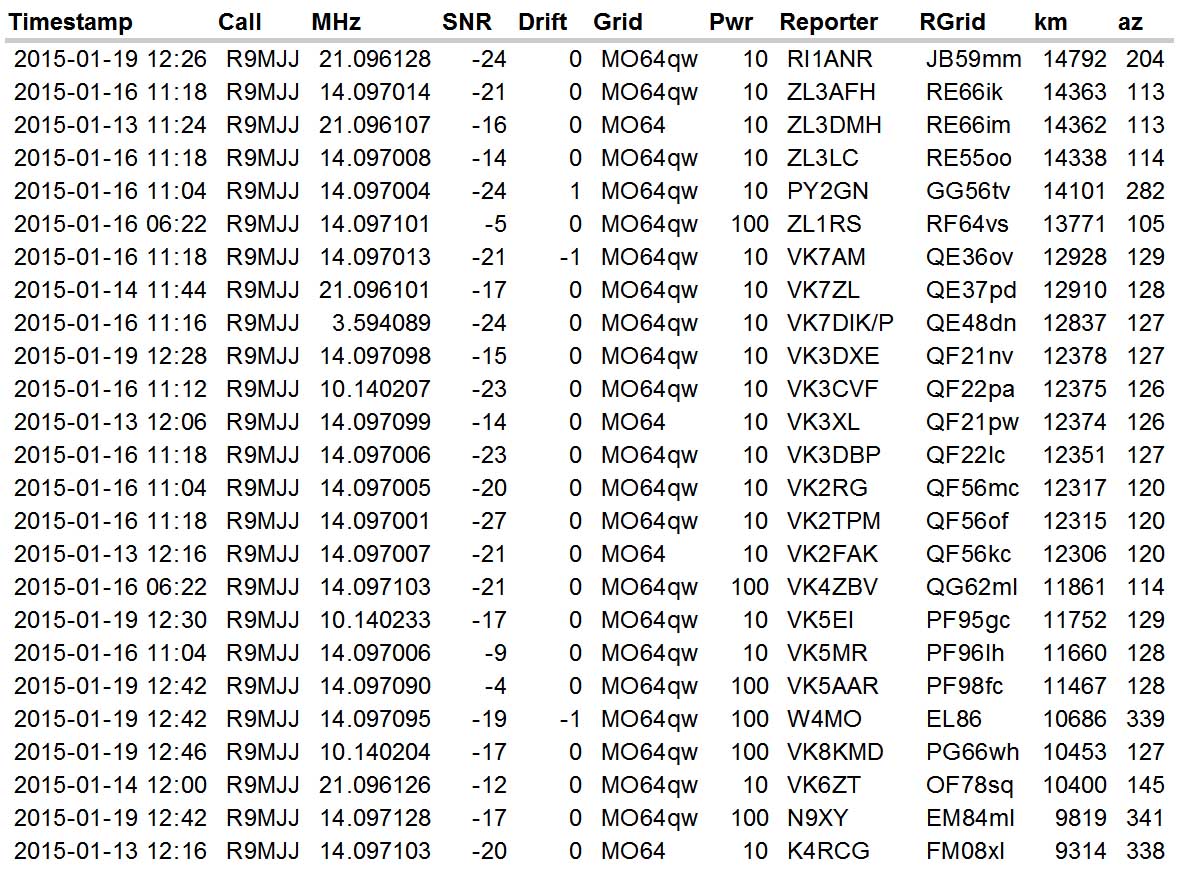 Timestamp Call MHz SNR Drift Grid Pwr Reporter RGrid km az
2015-01-19 12:26 R9MJJ 21.096128 -24 0 MO64qw 10 RI1ANR JB59mm 14792 204
2015-01-16 11:18 R9MJJ 14.097014 -21 0 MO64qw 10 ZL3AFH RE66ik 14363 113
2015-01-13 11:24 R9MJJ 21.096107 -16 0 MO64 10 ZL3DMH RE66im 14362 113
2015-01-16 11:18 R9MJJ 14.097008 -14 0 MO64qw 10 ZL3LC RE55oo 14338 114
2015-01-16 11:04 R9MJJ 14.097004 -24 1 MO64qw 10 PY2GN GG56tv 14101 282
2015-01-16 06:22 R9MJJ 14.097101 -5 0 MO64qw 100 ZL1RS RF64vs 13771 105
2015-01-16 11:18 R9MJJ 14.097013 -21 -1 MO64qw 10 VK7AM QE36ov 12928 129
2015-01-14 11:44 R9MJJ 21.096101 -17 0 MO64qw 10 VK7ZL QE37pd 12910 128
2015-01-16 11:16 R9MJJ 3.594089 -24 0 MO64qw 10 VK7DIK/P QE48dn 12837 127
2015-01-19 12:28 R9MJJ 14.097098 -15 0 MO64qw 10 VK3DXE QF21nv 12378 127
2015-01-16 11:12 R9MJJ 10.140207 -23 0 MO64qw 10 VK3CVF QF22pa 12375 126
2015-01-13 12:06 R9MJJ 14.097099 -14 0 MO64 10 VK3XL QF21pw 12374 126
2015-01-16 11:18 R9MJJ 14.097006 -23 0 MO64qw 10 VK3DBP QF22lc 12351 127
2015-01-16 11:04 R9MJJ 14.097005 -20 0 MO64qw 10 VK2RG QF56mc 12317 120
2015-01-16 11:18 R9MJJ 14.097001 -27 0 MO64qw 10 VK2TPM QF56of 12315 120
2015-01-13 12:16 R9MJJ 14.097007 -21 0 MO64 10 VK2FAK QF56kc 12306 120
2015-01-16 06:22 R9MJJ 14.097103 -21 0 MO64qw 100 VK4ZBV QG62ml 11861 114
2015-01-19 12:30 R9MJJ 10.140233 -17 0 MO64qw 10 VK5EI PF95gc 11752 129
2015-01-16 11:04 R9MJJ 14.097006 -9 0 MO64qw 10 VK5MR PF96lh 11660 128
2015-01-19 12:42 R9MJJ 14.097090 -4 0 MO64qw 100 VK5AAR PF98fc 11467 128
2015-01-19 12:42 R9MJJ 14.097095 -19 -1 MO64qw 100 W4MO EL86 10686 339
2015-01-19 12:46 R9MJJ 10.140204 -17 0 MO64qw 100 VK8KMD PG66wh 10453 127
2015-01-14 12:00 R9MJJ 21.096126 -12 0 MO64qw 10 VK6ZT OF78sq 10400 145
2015-01-19 12:42 R9MJJ 14.097128 -17 0 MO64qw 100 N9XY EM84ml 9819 341
2015-01-13 12:16 R9MJJ 14.097103 -20 0 MO64 10 K4RCG FM08xl 9314 338